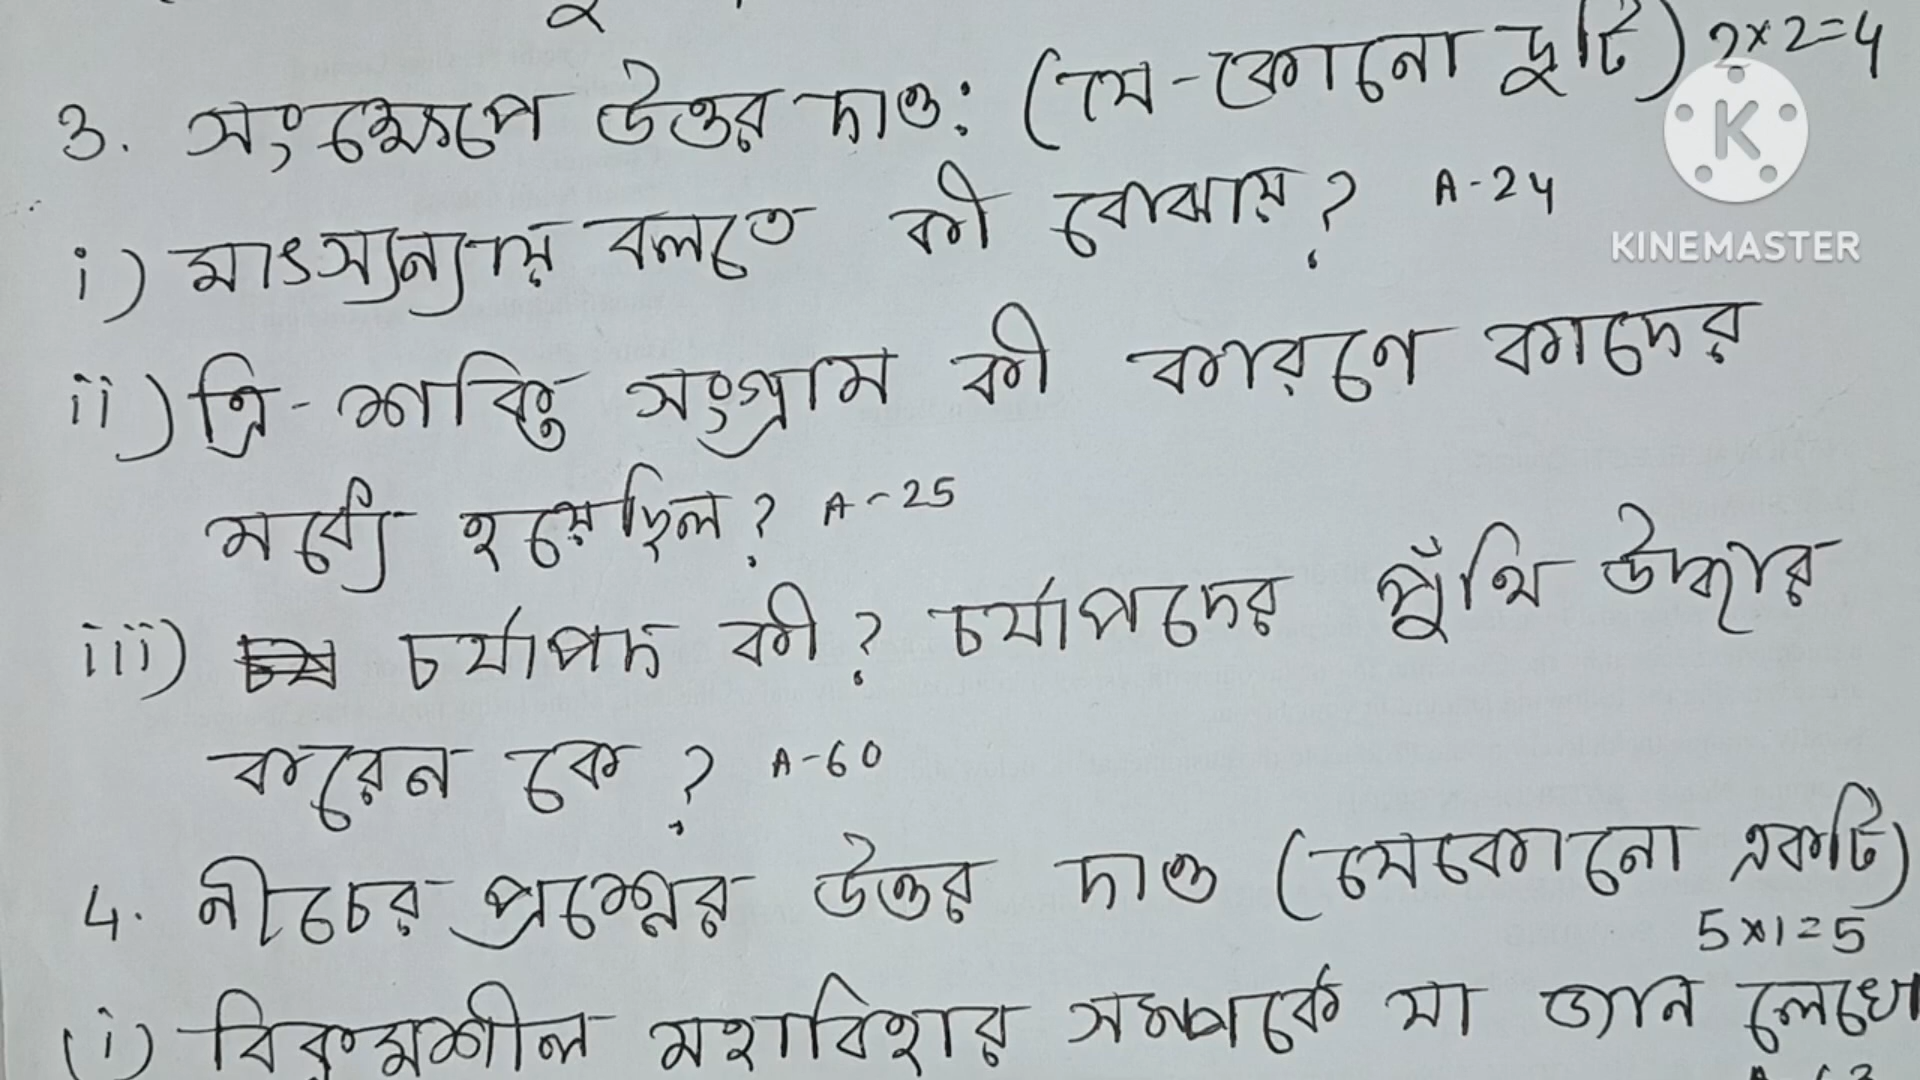 3. সংক্ষেপে উত্তর দাও: (যে-কোনো দুটি) 2×2=4
i) মাৎস্যন্যায় বলতে কী বোঝায়? A-24
KINEMASTER
ii) ত্রি-শক্তি সংগ্রাম কী কারণে কাদের
মধ্যে হয়েছিল? A-25
iii) চর্যাপদ কী? চর্যাপদের পুঁথি উদ্ধার
করেন কে? A-60
4. নীচের প্রশ্নের উত্তর দাও (যেকোনো একটি)
5×1=5
(i) বিক্রমশীল মহাবিহার সম্পর্কে যা জান লেখো